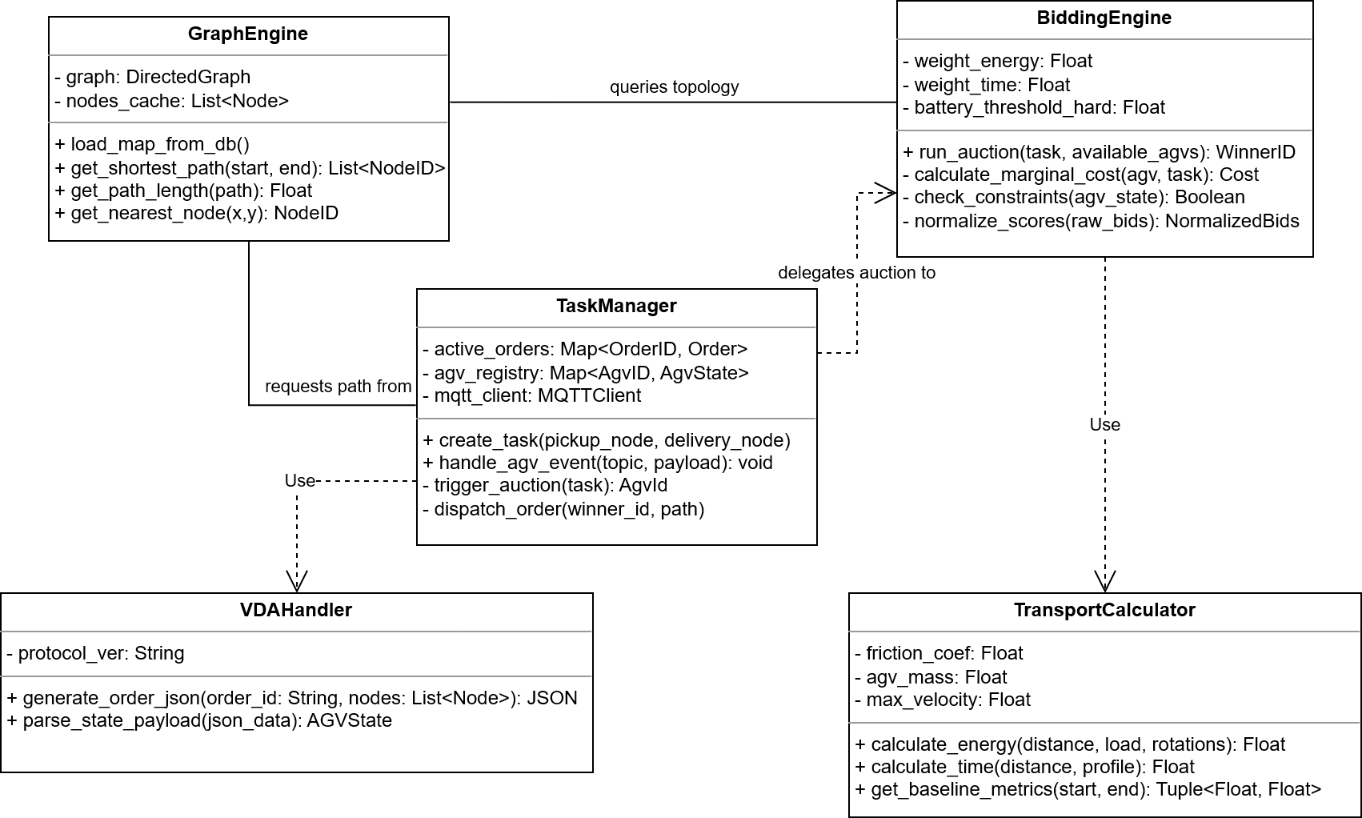 GraphEngine
- graph: DirectedGraph
- nodes_cache: List<Node>
+ load_map_from_db()
+ get_shortest_path(start, end): List<NodeID>
+ get_path_length(path): Float
+ get_nearest_node(x,y): NodeID
queries topology
BiddingEngine
- weight_energy: Float
- weight_time: Float
- battery_threshold_hard: Float
+ run_auction(task, available_agvs): WinnerID
- calculate_marginal_cost(agv, task): Cost
- check_constraints(agv_state): Boolean
- normalize_scores(raw_bids): NormalizedBids
delegates auction to
requests path from
TaskManager
- active_orders: Map<OrderID, Order>
- agv_registry: Map<AgvID, AgvState>
- mqtt_client: MQTTClient
+ create_task(pickup_node, delivery_node)
+ handle_agv_event(topic, payload): void
- trigger_auction(task): AgvId
- dispatch_order(winner_id, path)
Use
Use
VDAHandler
- protocol_ver: String
+ generate_order_json(order_id: String, nodes: List<Node>): JSON
+ parse_state_payload(json_data): AGVState
TransportCalculator
- friction_coef: Float
- agv_mass: Float
- max_velocity: Float
+ calculate_energy(distance, load, rotations): Float
+ calculate_time(distance, profile): Float
+ get_baseline_metrics(start, end): Tuple<Float, Float>